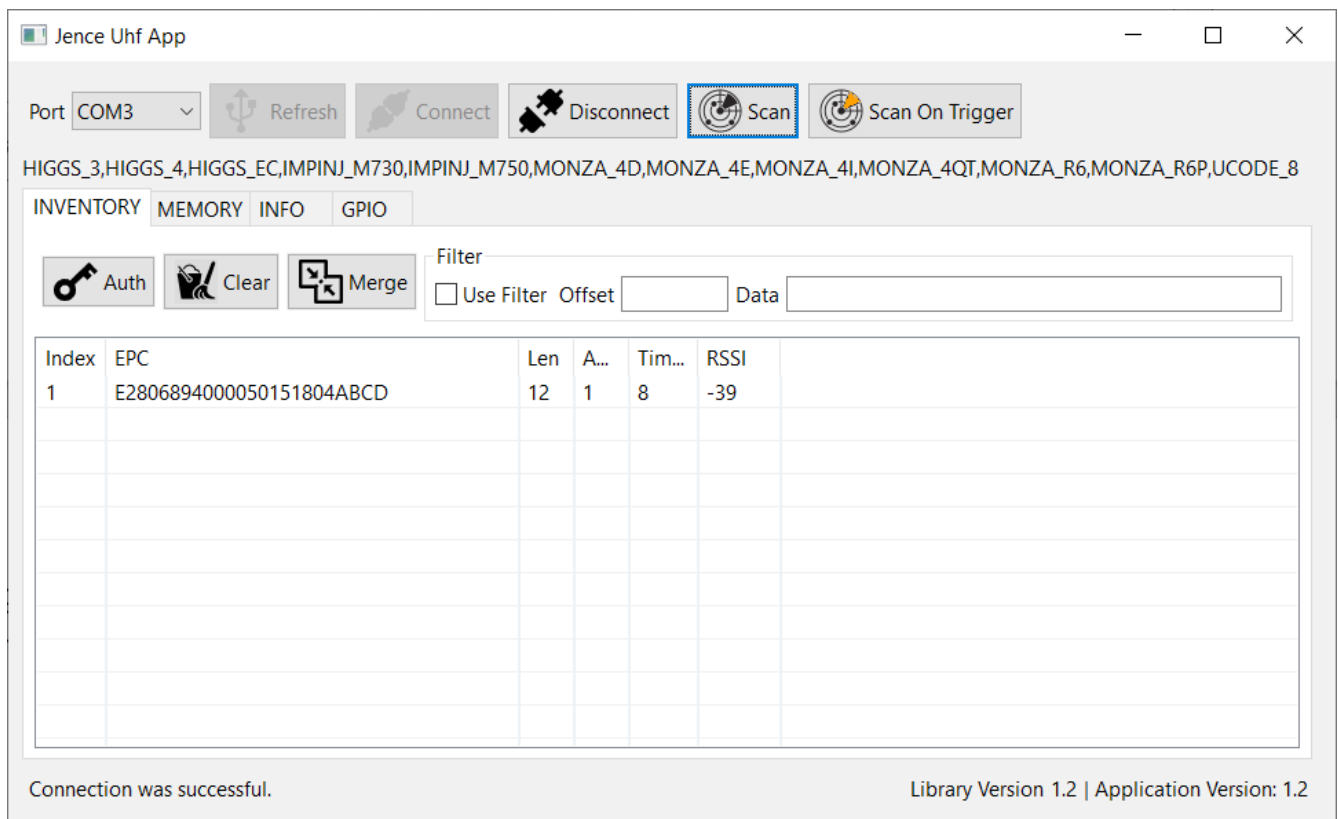 Jence Uhf App
Port COM3 Refresh Connect Disconnect Scan Scan On Trigger
HIGGS_3,HIGGS_4,HIGGS_EC,IMPINJ_M730,IMPINJ_M750,MONZA_4D,MONZA_4E,MONZA_4I,MONZA_4QT,MONZA_R6,MONZA_R6P,UCODE_8
INVENTORY MEMORY INFO GPIO
Filter
Auth Clear Merge Use Filter Offset Data
Index EPC Len A... Tim... RSSI
1 E2806894000050151804ABCD 12 1 8 -39
Connection was successful. Library Version 1.2 | Application Version: 1.2